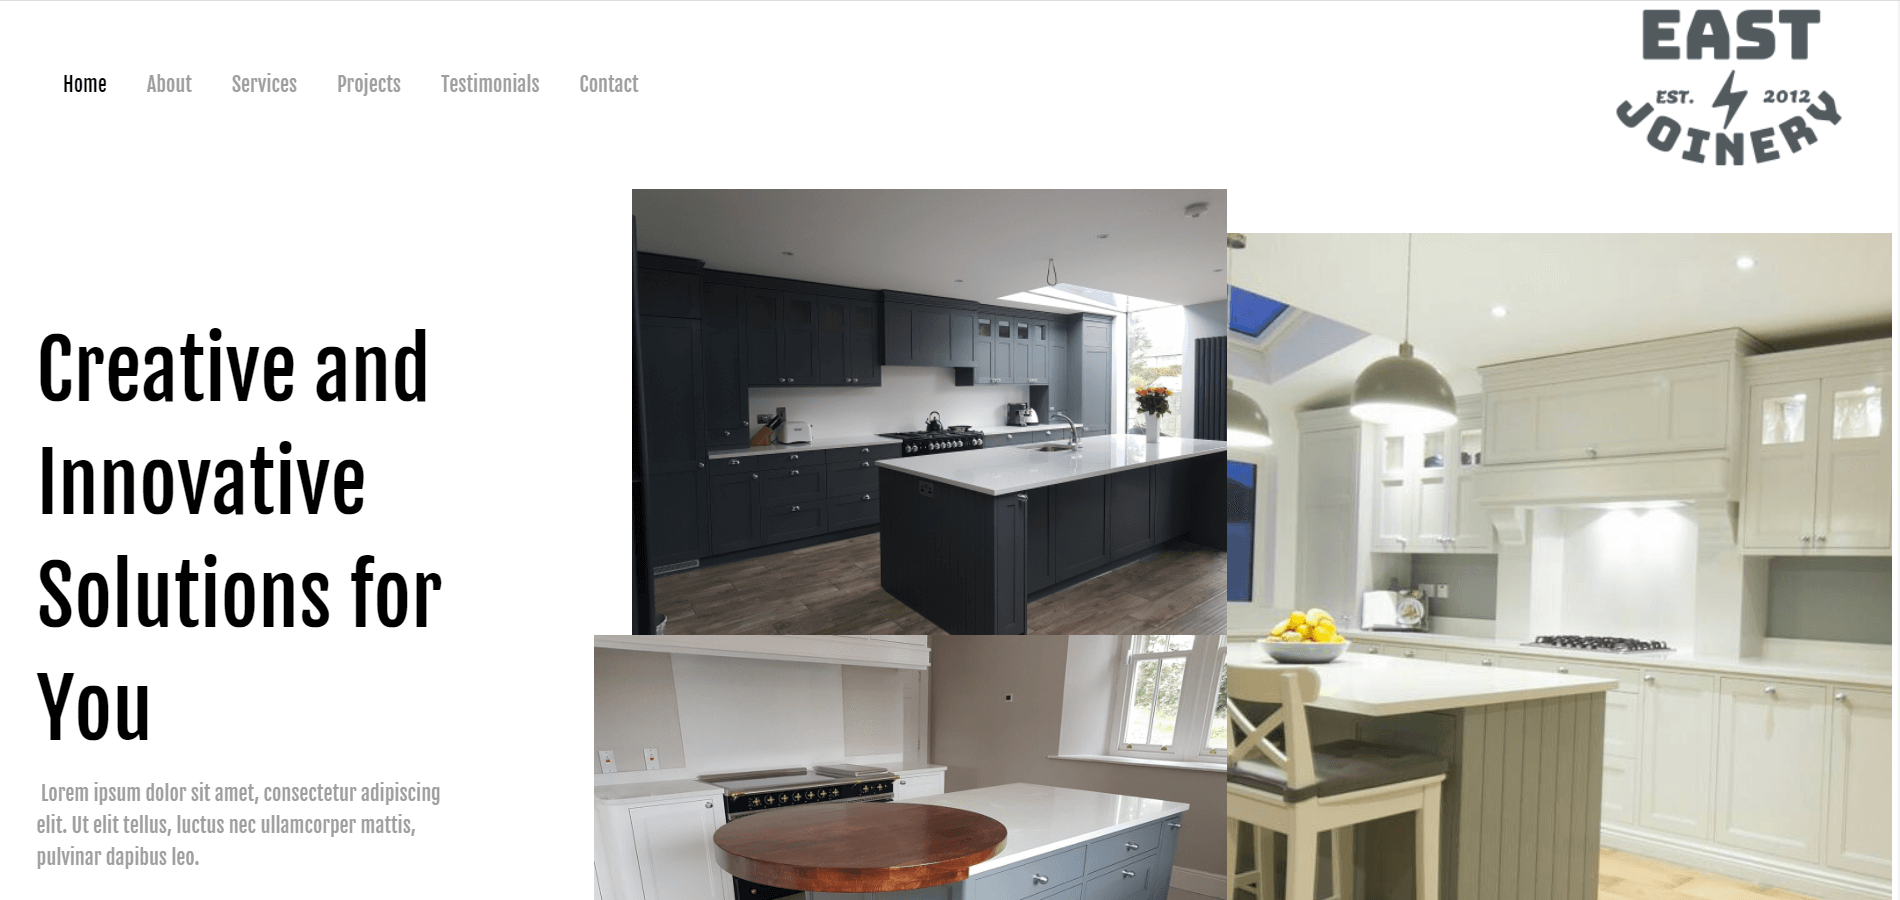 Home About Services Projects Testimonials Contact
EAST
EST. 2012
JOINERY
Creative and
Innovative
Solutions for
You
Lorem ipsum dolor sit amet, consectetur adipiscing
elit. Ut elit tellus, luctus nec ullamcorper mattis,
pulvinar dapibus leo.